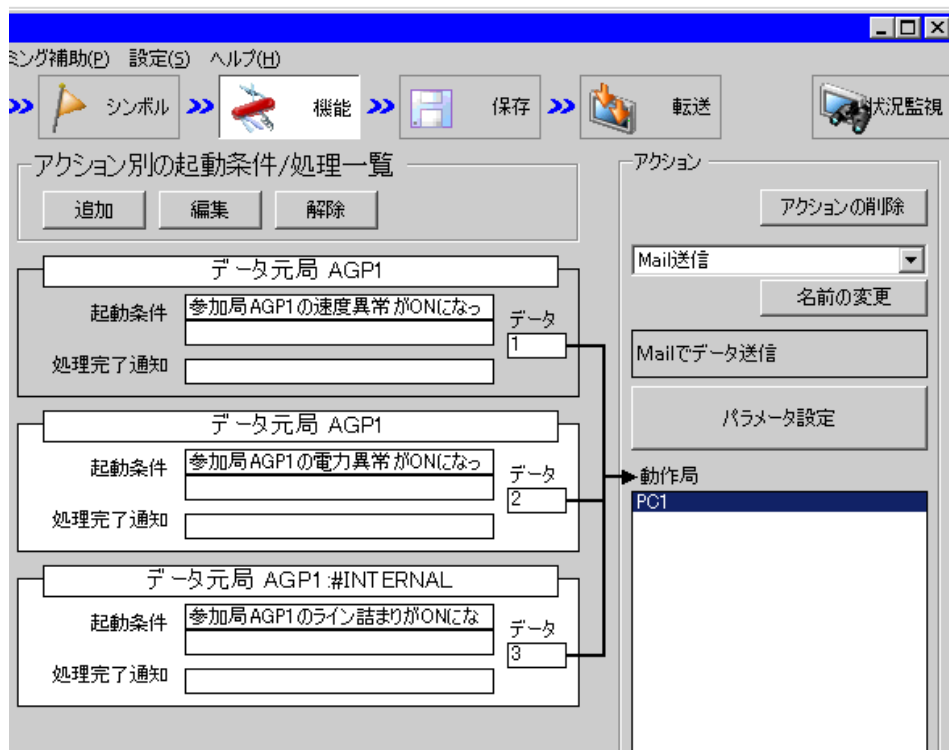 ミング補助(P) 設定(S) ヘルプ(H)
シンボル 機能 保存 転送 状況監視
アクション別の起動条件/処理一覧
追加 編集 解除
データ元局 AGP1
起動条件 参加局AGP1の速度異常がONになっ
データ
1
処理完了通知
データ元局 AGP1
起動条件 参加局AGP1の電力異常がONになっ
データ
2
処理完了通知
データ元局 AGP1:#INTERNAL
起動条件 参加局AGP1のライン詰まりがONにな
データ
3
処理完了通知
アクション
アクションの削除
Mail送信
名前の変更
Mailでデータ送信
パラメータ設定
動作局
PC1